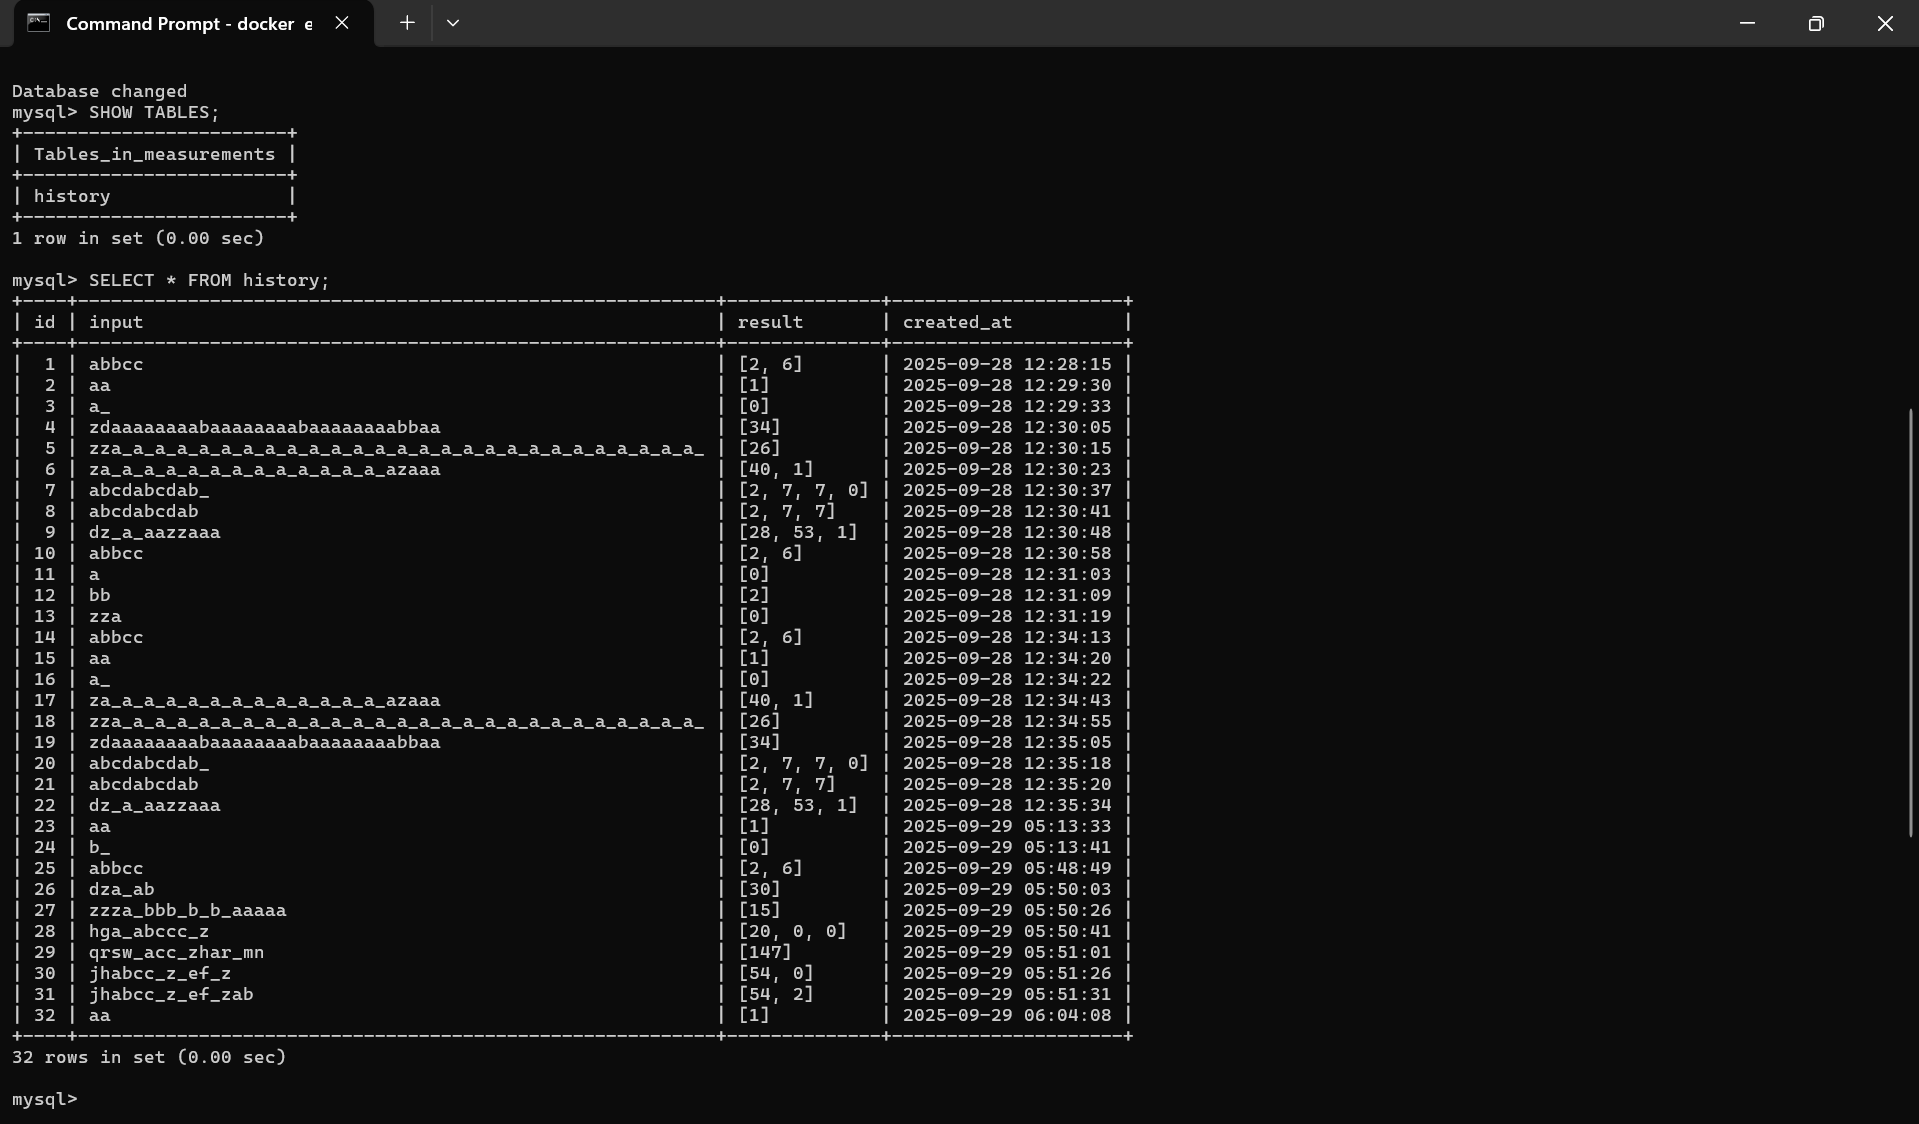 Command Prompt - docker e
Database changed
mysql> SHOW TABLES;
+------------------------+
| Tables_in_measurements |
+------------------------+
| history                |
+------------------------+
1 row in set (0.00 sec)
mysql> SELECT * FROM history;
+----+----------------------------------------------------------+--------------+---------------------+
| id | input                                                    | result       | created_at          |
+----+----------------------------------------------------------+--------------+---------------------+
|  1 | abbcc                                                    | [2, 6]       | 2025-09-28 12:28:15 |
|  2 | aa                                                       | [1]          | 2025-09-28 12:29:30 |
|  3 | a_                                                       | [0]          | 2025-09-28 12:29:33 |
|  4 | zdaaaaaaaabaaaaaaaabaaaaaaaabbaa                         | [34]         | 2025-09-28 12:30:05 |
|  5 | zza_a_a_a_a_a_a_a_a_a_a_a_a_a_a_a_a_a_a_a_a_a_a_a_a_a_a_ | [26]         | 2025-09-28 12:30:15 |
|  6 | za_a_a_a_a_a_a_a_a_a_a_a_a_azaaa                         | [40, 1]      | 2025-09-28 12:30:23 |
|  7 | abcdabcdab_                                              | [2, 7, 7, 0] | 2025-09-28 12:30:37 |
|  8 | abcdabcdab                                               | [2, 7, 7]    | 2025-09-28 12:30:41 |
|  9 | dz_a_aazzaaa                                             | [28, 53, 1]  | 2025-09-28 12:30:48 |
| 10 | abbcc                                                    | [2, 6]       | 2025-09-28 12:30:58 |
| 11 | a                                                        | [0]          | 2025-09-28 12:31:03 |
| 12 | bb                                                       | [2]          | 2025-09-28 12:31:09 |
| 13 | zza                                                      | [0]          | 2025-09-28 12:31:19 |
| 14 | abbcc                                                    | [2, 6]       | 2025-09-28 12:34:13 |
| 15 | aa                                                       | [1]          | 2025-09-28 12:34:20 |
| 16 | a_                                                       | [0]          | 2025-09-28 12:34:22 |
| 17 | za_a_a_a_a_a_a_a_a_a_a_a_a_azaaa                         | [40, 1]      | 2025-09-28 12:34:43 |
| 18 | zza_a_a_a_a_a_a_a_a_a_a_a_a_a_a_a_a_a_a_a_a_a_a_a_a_a_a_ | [26]         | 2025-09-28 12:34:55 |
| 19 | zdaaaaaaaabaaaaaaaabaaaaaaaabbaa                         | [34]         | 2025-09-28 12:35:05 |
| 20 | abcdabcdab_                                              | [2, 7, 7, 0] | 2025-09-28 12:35:18 |
| 21 | abcdabcdab                                               | [2, 7, 7]    | 2025-09-28 12:35:20 |
| 22 | dz_a_aazzaaa                                             | [28, 53, 1]  | 2025-09-28 12:35:34 |
| 23 | aa                                                       | [1]          | 2025-09-29 05:13:33 |
| 24 | b_                                                       | [0]          | 2025-09-29 05:13:41 |
| 25 | abbcc                                                    | [2, 6]       | 2025-09-29 05:48:49 |
| 26 | dza_ab                                                   | [30]         | 2025-09-29 05:50:03 |
| 27 | zzza_bbb_b_b_aaaaa                                       | [15]         | 2025-09-29 05:50:26 |
| 28 | hga_abccc_z                                              | [20, 0, 0]   | 2025-09-29 05:50:41 |
| 29 | qrsw_acc_zhar_mn                                         | [147]        | 2025-09-29 05:51:01 |
| 30 | jhabcc_z_ef_z                                            | [54, 0]      | 2025-09-29 05:51:26 |
| 31 | jhabcc_z_ef_zab                                          | [54, 2]      | 2025-09-29 05:51:31 |
| 32 | aa                                                       | [1]          | 2025-09-29 06:04:08 |
+----+----------------------------------------------------------+--------------+---------------------+
32 rows in set (0.00 sec)
mysql>